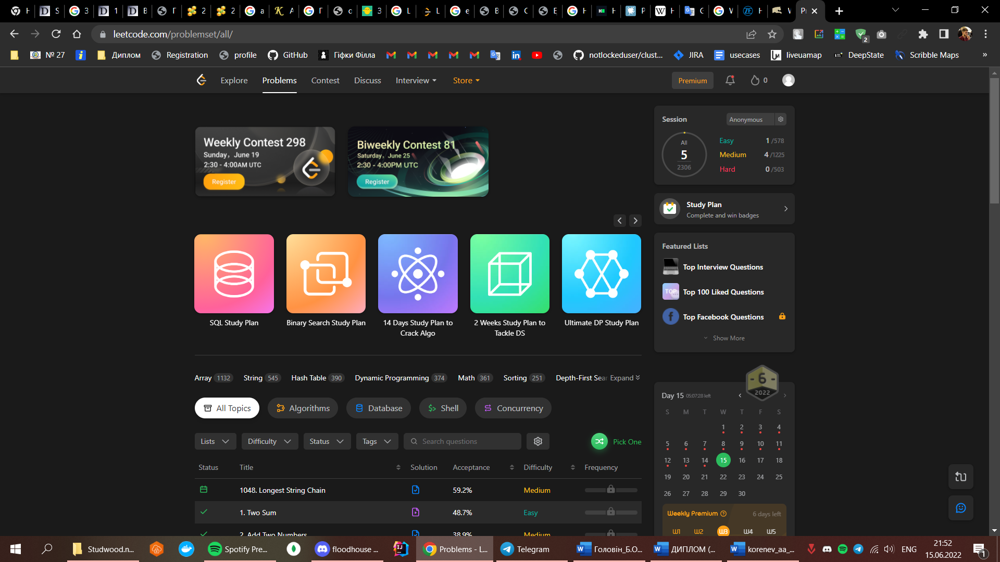 leetcode.com/problemset/all/
2
№ 27
Диплом
Registration
profile
GitHub
Гіфки Філла
notlockeduser/clust...
JIRA
usecases
liveuamap
DeepState
Scribble Maps
»
Explore
Problems
Contest
Discuss
Interview
Store
Premium
0
Weekly Contest 298
Sunday, June 19
2:30 - 4:00AM UTC
Register
Biweekly Contest 81
Saturday, June 25
2:30 - 4:00PM UTC
Register
Session
Anonymous
All
5
2306
Easy
1 /578
Medium
4 /1225
Hard
0 /503
Study Plan
Complete and win badges
Featured Lists
Top Interview Questions
Top 100 Liked Questions
Top Facebook Questions
Show More
SQL Study Plan
Binary Search Study Plan
14 Days Study Plan to
Crack Algo
2 Weeks Study Plan to
Tackle DS
Ultimate DP Study Plan
Array 1132
String 545
Hash Table 390
Dynamic Programming 374
Math 361
Sorting 251
Depth-First Sear
Expand
All Topics
Algorithms
Database
Shell
Concurrency
Lists
Difficulty
Status
Tags
Search questions
Pick One
Status Title Solution Acceptance Difficulty Frequency
1048. Longest String Chain 59.2% Medium
1. Two Sum 48.7% Easy
2. Add Two Numbers 38.9% Medium
6
2022
Day 15 05:07:28 left
S M T W T F S
1 2 3 4
5 6 7 8 9 10 11
12 13 14 15 16 17 18
19 20 21 22 23 24 25
26 27 28 29 30
Weekly Premium
6 days left
W1 W2 W3 W4 W5
Studwood.n...
Spotify Pre...
floodhouse ...
Problems - L...
Telegram
Головін_Б.О...
ДИПЛОМ (...
korenev_aa_...
ENG
21:52
15.06.2022
1